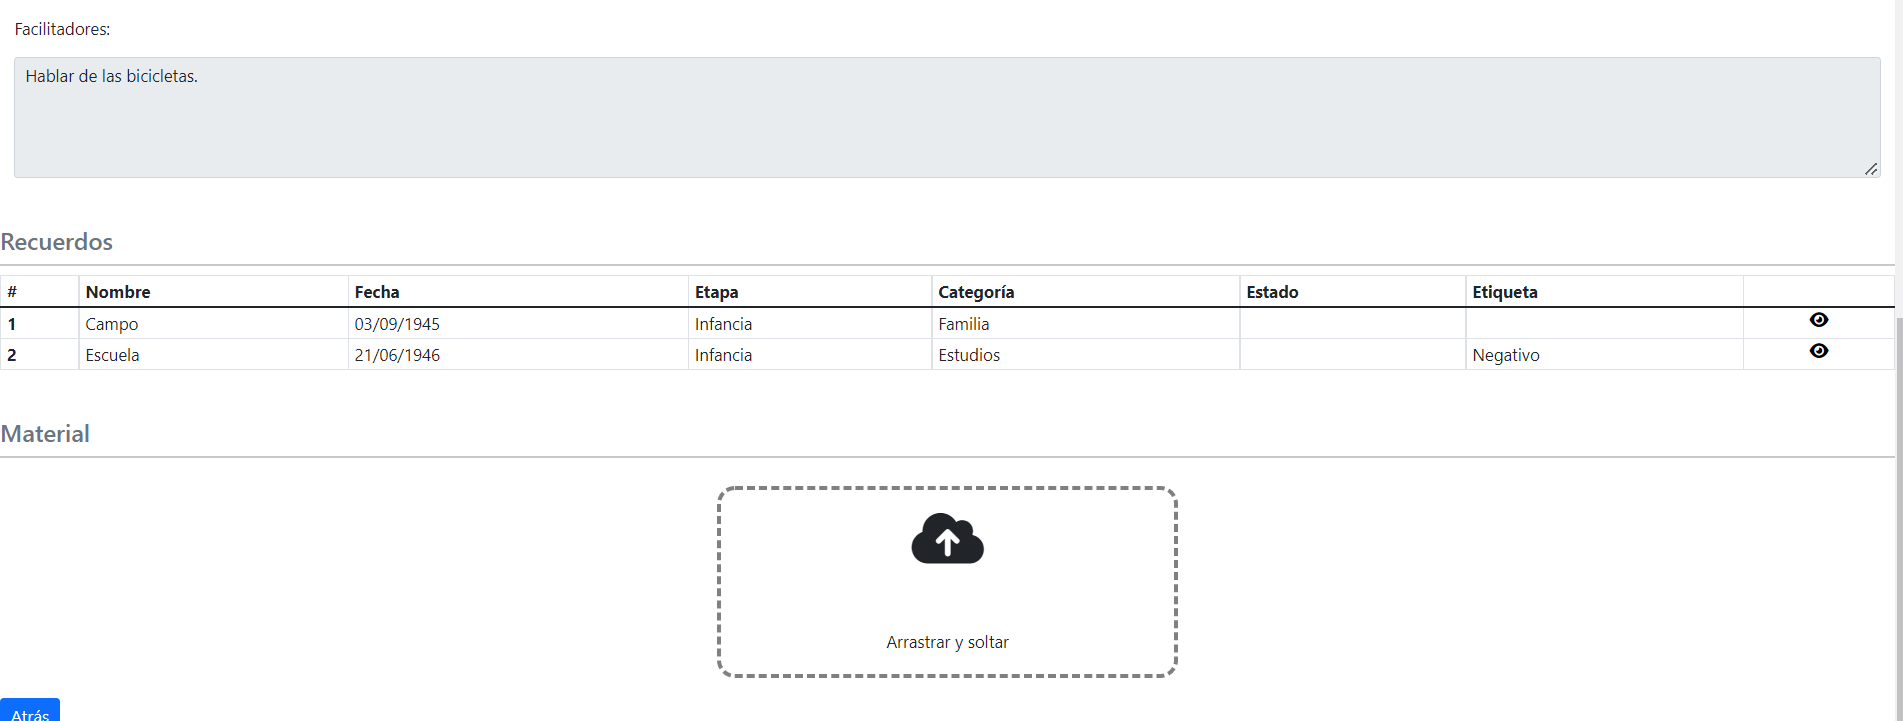 Facilitadores:
Hablar de las bicicletas.
Recuerdos
# Nombre Fecha Etapa Categoría Estado Etiqueta
1 Campo 03/09/1945 Infancia Familia
2 Escuela 21/06/1946 Infancia Estudios Negativo
Material
Arrastrar y soltar
Atrás